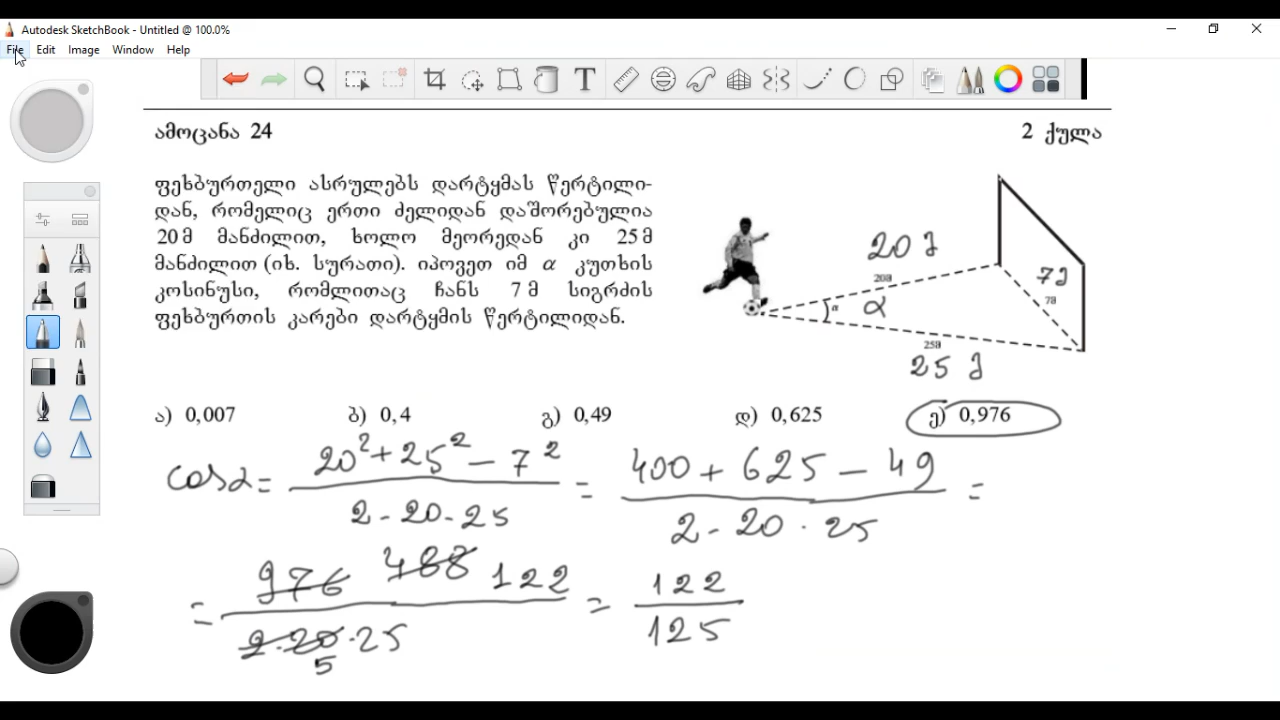 Autodesk SketchBook - Untitled @ 100.0%
File Edit Image Window Help
ამოცანა 24
2 ქულა
ფეხბურთელი ასრულებს დარტყმას წერტილი-
დან, რომელიც ერთი ძელიდან დაშორებულია
20 მ მანძილით, ხოლო მეორედან კი 25 მ
მანძილით (იხ. სურათი). იპოვეთ იმ α კუთხის
კოსინუსი, რომლითაც ჩანს 7 მ სიგრძის
ფეხბურთის კარები დარტყმის წერტილიდან.
20 მ
20მ
7მ
7მ
α α
25მ
25 მ
ა) 0,007 ბ) 0,4 გ) 0,49 დ) 0,625 ე) 0,976
cosα = (20² + 25² - 7²) / (2 - 20 - 25) = (400 + 625 - 49) / (2 - 20 · 25) =
= (976 488 122) / (2·20·25 5) = 122 / 125